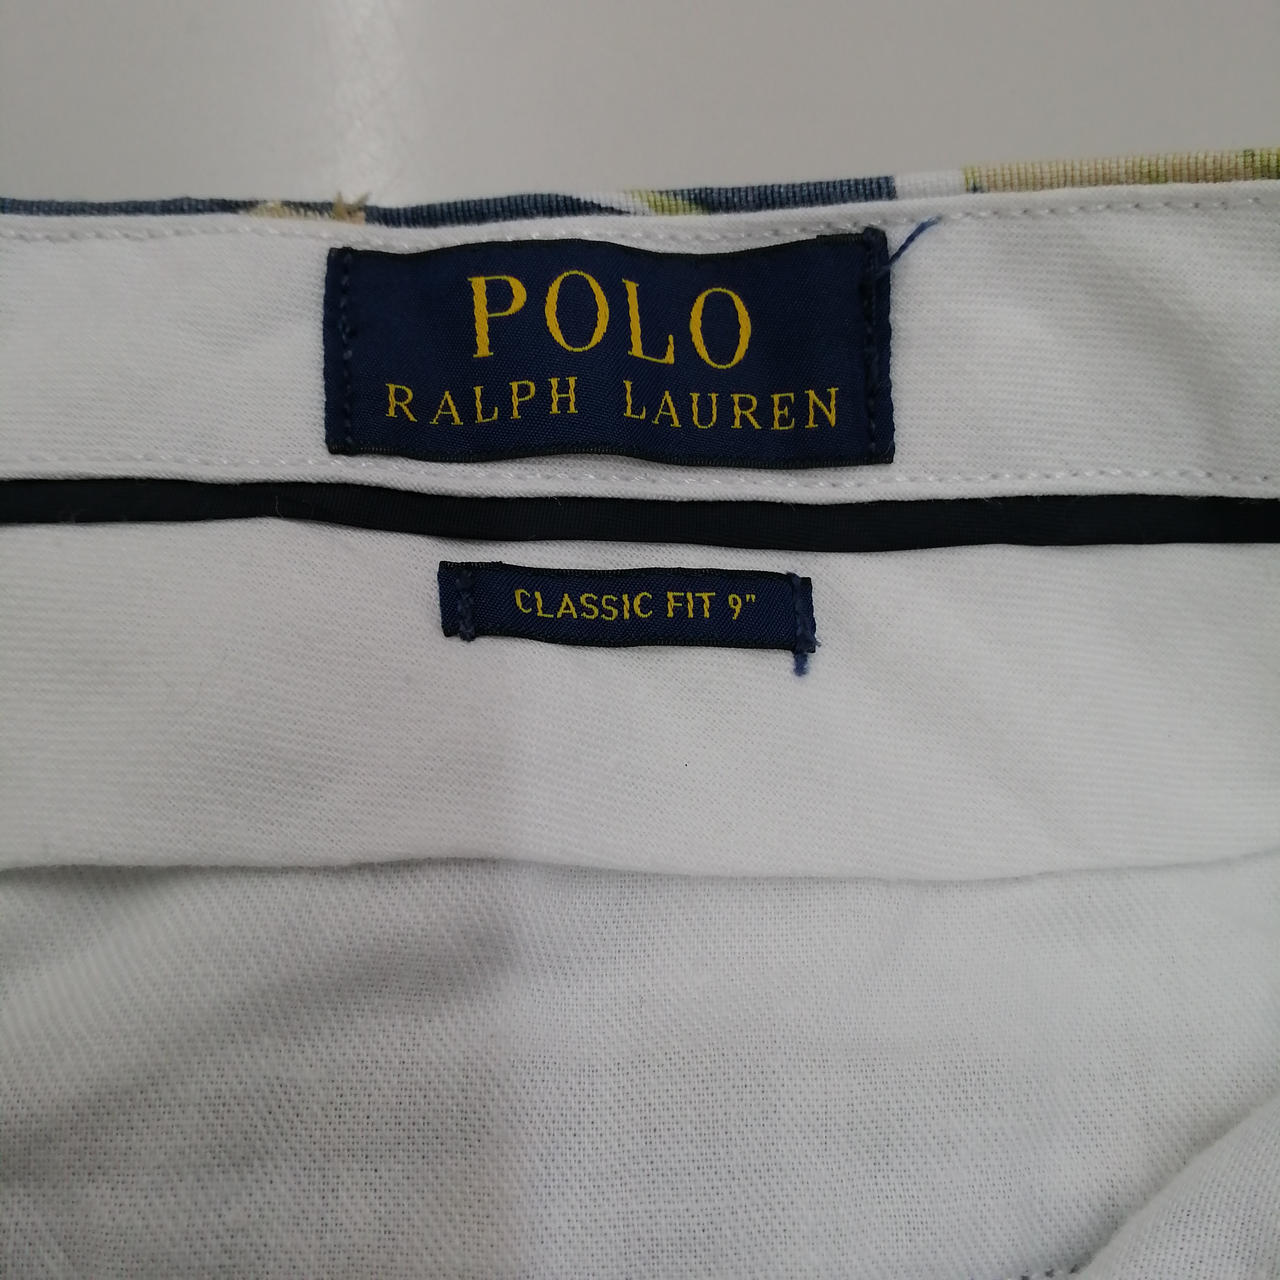 POLO
RALPH LAUREN
CLASSIC FIT 9"